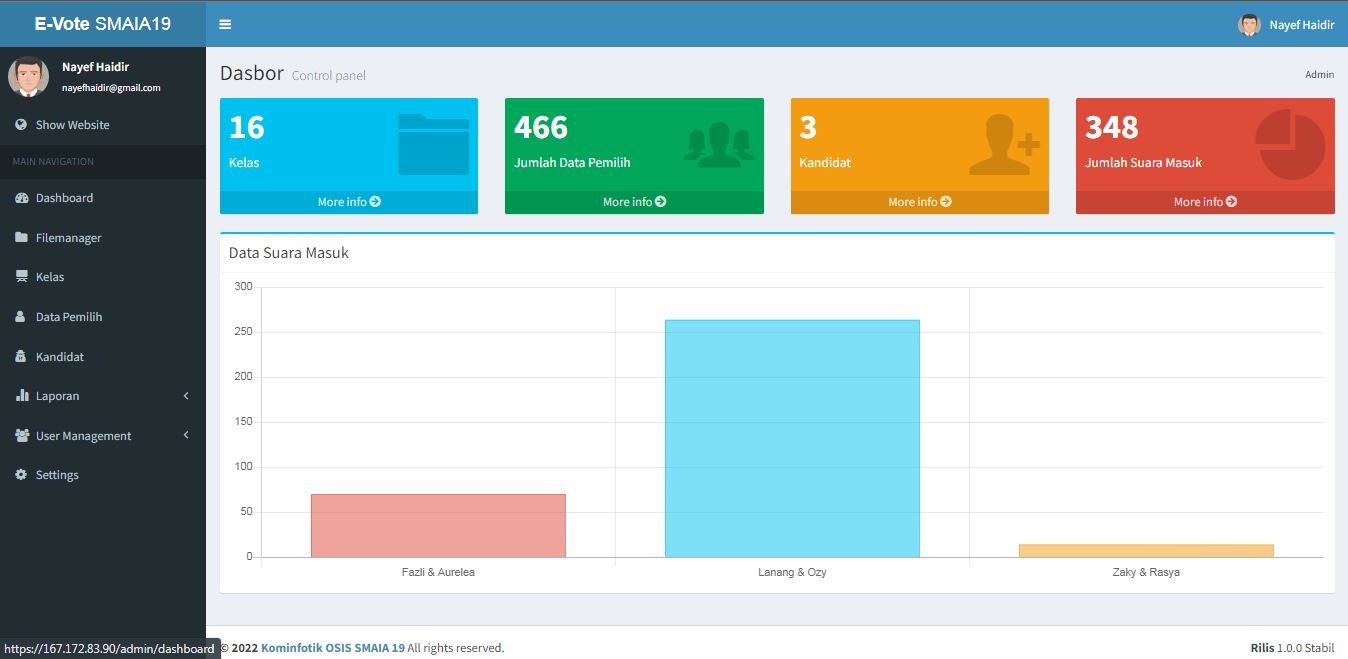 E-Vote SMAIA19
Nayef Haidir
Nayef Haidir
nayefhaidir@gmail.com
Show Website
MAIN NAVIGATION
Dashboard
Filemanager
Kelas
Data Pemilih
Kandidat
Laporan
User Management
Settings
https://167.172.83.90/admin/dashboard
Dasbor Control panel
Admin
16
Kelas
More info
466
Jumlah Data Pemilih
More info
3
Kandidat
More info
348
Jumlah Suara Masuk
More info
Data Suara Masuk
300
250
200
150
100
50
0
Fazli & Aurelea
Lanang & Ozy
Zaky & Rasya
© 2022 Kominfotik OSIS SMAIA 19 All rights reserved.
Rilis 1.0.0 Stabil